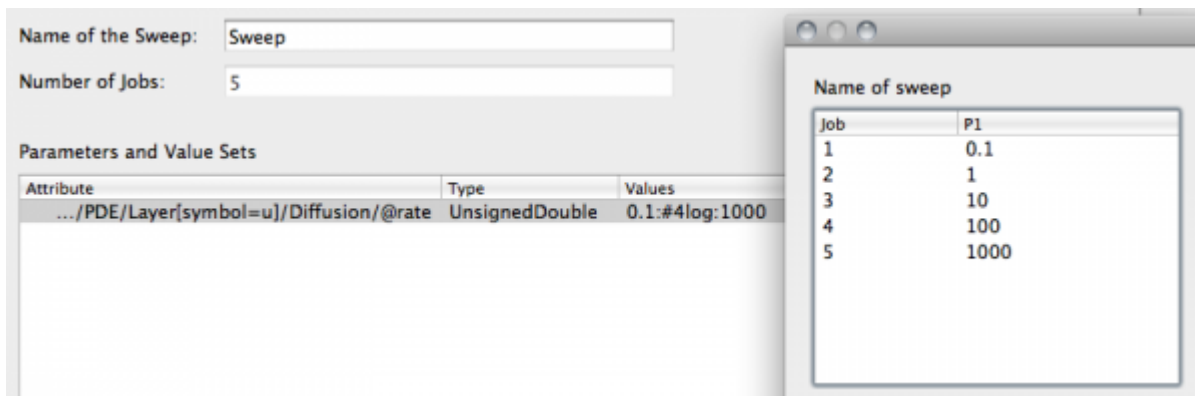 Name of the Sweep: Sweep
Number of Jobs: 5
Parameters and Value Sets
Attribute Type Values
.../PDE/Layer[symbol=u]/Diffusion/@rate UnsignedDouble 0.1:#4log:1000
Name of sweep
Job P1
1 0.1
2 1
3 10
4 100
5 1000